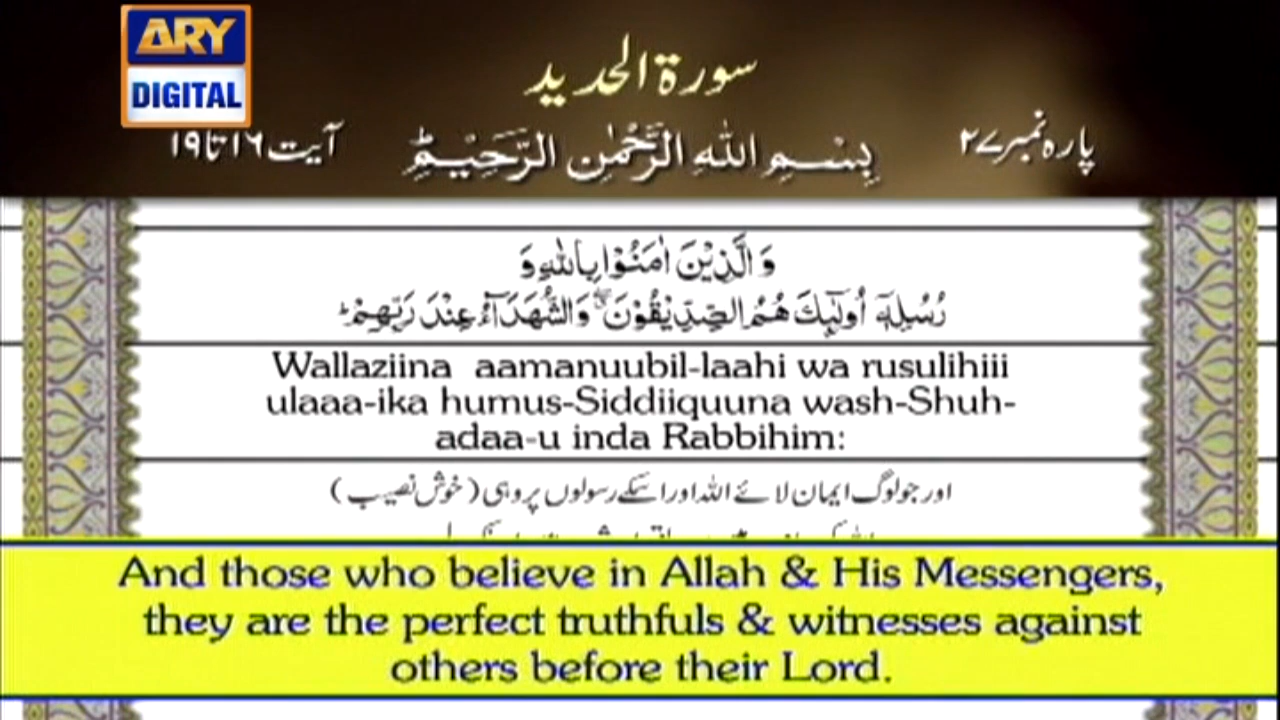 ARY
DIGITAL
سورة الحديد
پارہ نمبر ۲۷
بِسْمِ اللهِ الرَّحْمٰنِ الرَّحِيْمِ
آیت ۱۶ تا ۱۹
وَ الَّذِيْنَ اٰمَنُوْا بِاللهِ وَ
رُسُلِهٖۤ اُولٰٓئِكَ هُمُ الصِّدِّيْقُوْنَ ۖۗ وَالشُّهَدَآءُ عِنْدَ رَبِّهِمْ ؕ
Wallaziina aamanuubil-laahi wa rusulihiii
ulaaa-ika humus-Siddiiquuna wash-Shuh-
adaa-u inda Rabbihim:
اور جو لوگ ایمان لائے اللہ اور اسکے رسولوں پر وہی ( خوش نصیب )
And those who believe in Allah & His Messengers,
they are the perfect truthfuls & witnesses against
others before their Lord.